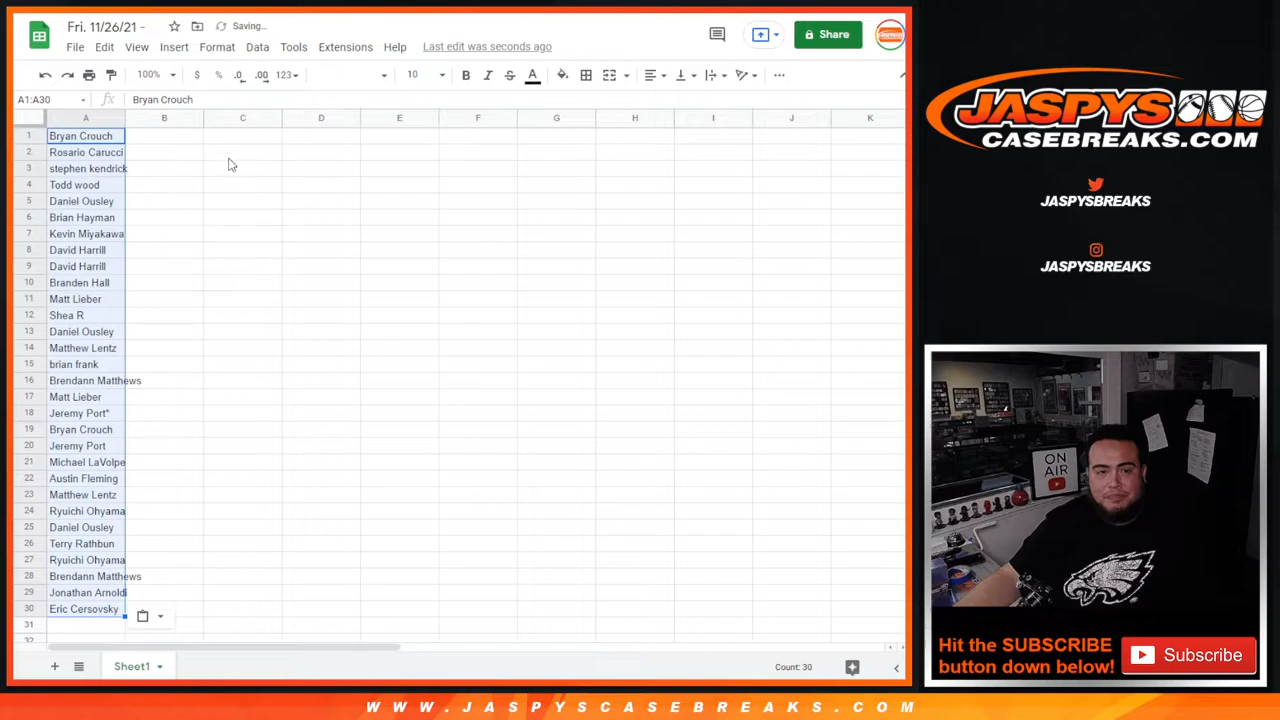 Fri. 11/26/21 -
Saving...
File Edit View Insert Format Data Tools Extensions Help Last edit was seconds ago
Share
100% $ % .0 .00 123 10 B I S A
A1:A30 fx Bryan Crouch
A B C D E F G H I J K
1 Bryan Crouch
2 Rosario Carucci
3 stephen kendrick
4 Todd wood
5 Daniel Ousley
6 Brian Hayman
7 Kevin Miyakawa
8 David Harrill
9 David Harrill
10 Branden Hall
11 Matt Lieber
12 Shea R
13 Daniel Ousley
14 Matthew Lentz
15 brian frank
16 Brendann Matthews
17 Matt Lieber
18 Jeremy Port*
19 Bryan Crouch
20 Jeremy Port
21 Michael LaVolpe
22 Austin Fleming
23 Matthew Lentz
24 Ryuichi Ohyama
25 Daniel Ousley
26 Terry Rathbun
27 Ryuichi Ohyama
28 Brendann Matthews
29 Jonathan Arnoldi
30 Eric Cersovsky
31
32
Sheet1
Count: 30
JASPYS
CASEBREAKS.COM
JASPYSBREAKS
JASPYSBREAKS
ON
AIR
Hit the SUBSCRIBE
button down below!
Subscribe
WWW.JASPYSCASEBREAKS.COM